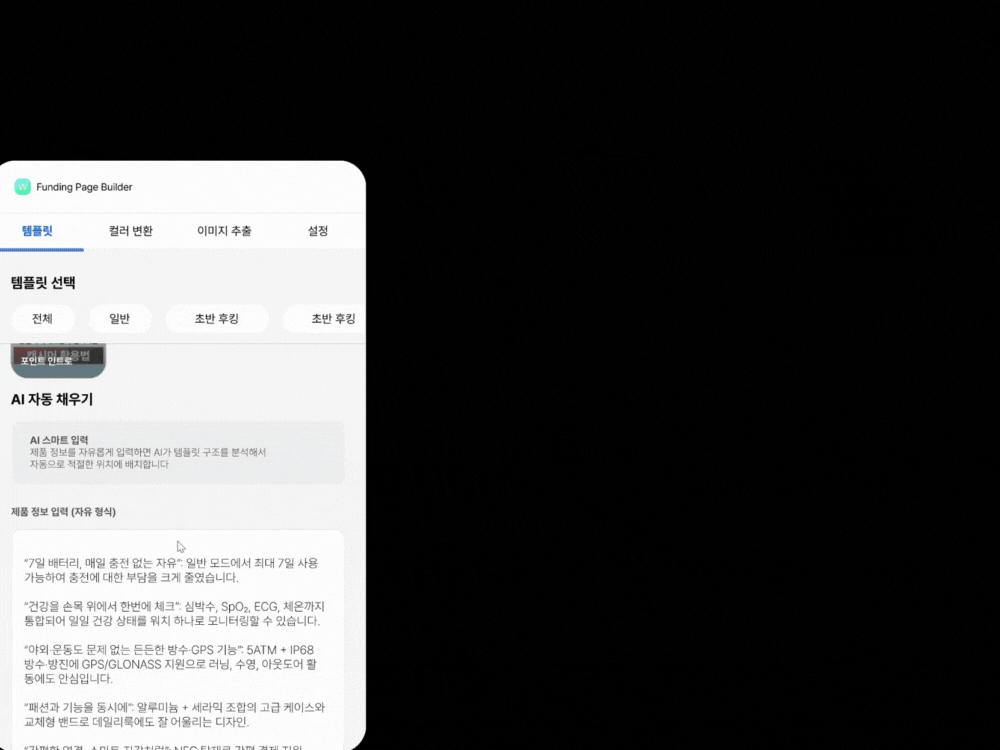 W
Funding Page Builder
템플릿
컬러 변환
이미지 추출
설정
템플릿 선택
전체
일반
초반 후킹
초반 후킹
캐시머 활용법
포인트 인트로
AI 자동 채우기
AI 스마트 입력
제품 정보를 자유롭게 입력하면 AI가 템플릿 구조를 분석해서
자동으로 적절한 위치에 배치합니다
제품 정보 입력 (자유 형식)
“7일 배터리, 매일 충전 없는 자유”: 일반 모드에서 최대 7일 사용
가능하여 충전에 대한 부담을 크게 줄였습니다.
“건강을 손목 위에서 한번에 체크”: 심박수, SpO₂, ECG, 체온까지
통합되어 일일 건강 상태를 워치 하나로 모니터링할 수 있습니다.
“야외·운동도 문제 없는 든든한 방수·GPS 기능”: 5ATM + IP68
방수·방진에 GPS/GLONASS 지원으로 러닝, 수영, 아웃도어 활
동에도 안심입니다.
“패션과 기능을 동시에”: 알루미늄 + 세라믹 조합의 고급 케이스와
교체형 밴드로 데일리룩에도 잘 어울리는 디자인.